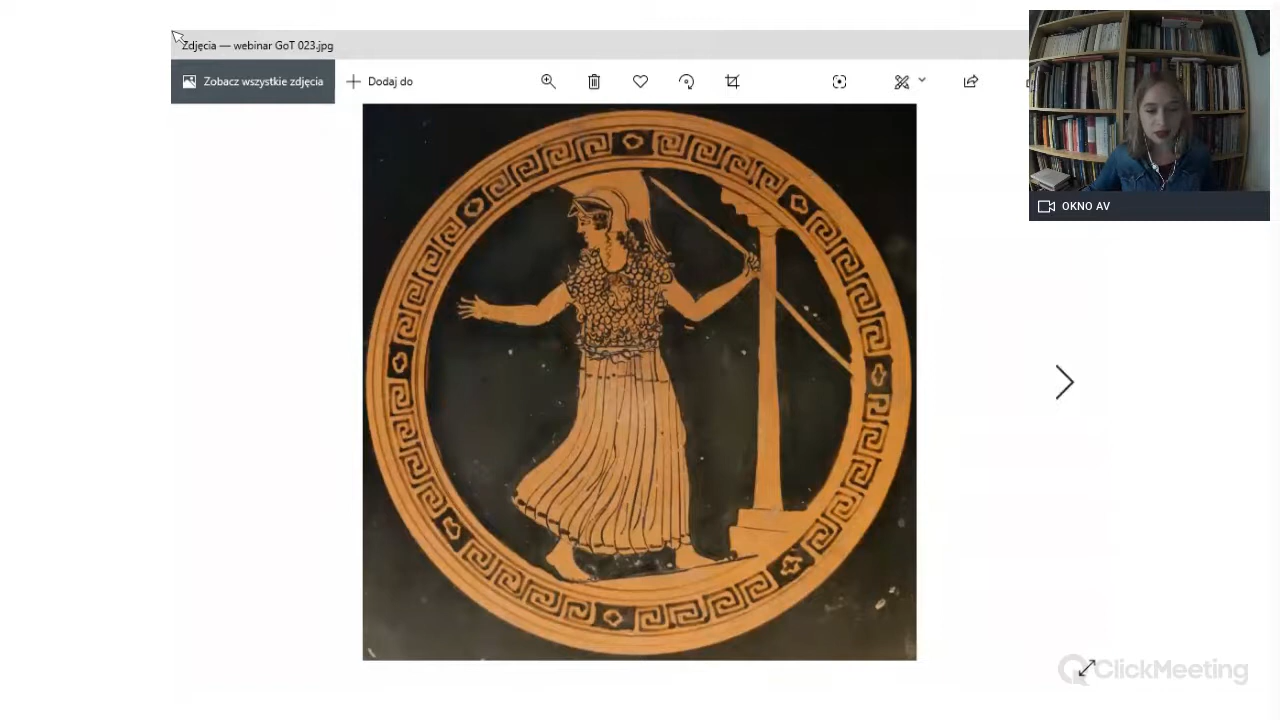 Zdjęcia — webinar GoT 023.jpg
Zobacz wszystkie zdjęcia
Dodaj do
OKNO AV
ClickMeeting